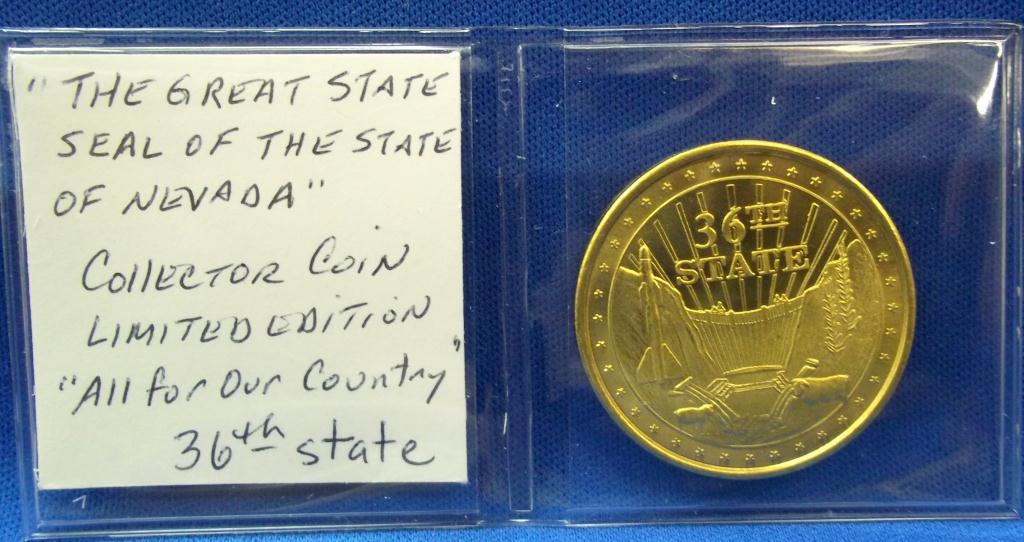 "THE GREAT STATE
SEAL OF THE STATE
OF NEVADA"
COLLECTOR COIN
LIMITED EDITION
"All for Our Country"
36th state
36TH
STATE